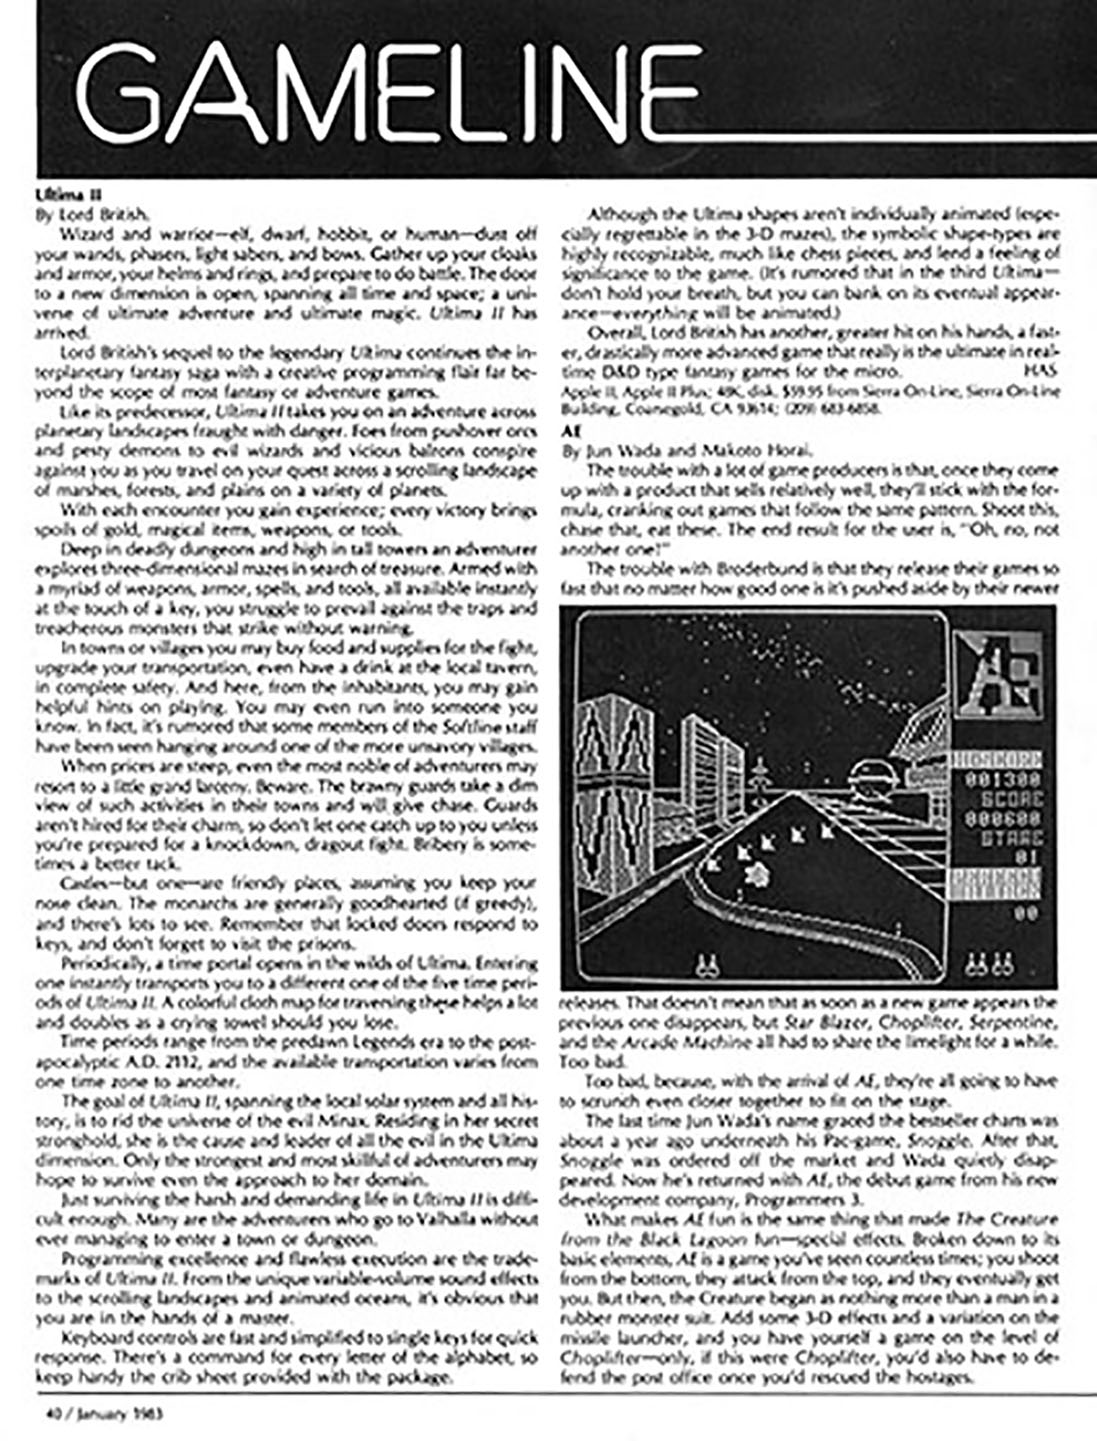 GAMELINE
Ultima II
By Lord British.
Wizard and warrior—elf, dwarf, hobbit, or human—dust off
your wands, phasers, light sabers, and bows. Gather up your cloaks
and armor, your helms and rings, and prepare to do battle. The door
to a new dimension is open, spanning all time and space; a uni-
verse of ultimate adventure and ultimate magic. Ultima II has
arrived.
Lord British's sequel to the legendary Ultima continues the in-
terplanetary fantasy saga with a creative programming flair far be-
yond the scope of most fantasy or adventure games.
Like its predecessor, Ultima II takes you on an adventure across
planetary landscapes fraught with danger. Foes from pushover orcs
and pesty demons to evil wizards and vicious balrons conspire
against you as you travel on your quest across a scrolling landscape
of marshes, forests, and plains on a variety of planets.
With each encounter you gain experience; every victory brings
spoils of gold, magical items, weapons, or tools.
Deep in deadly dungeons and high in tall towers an adventurer
explores three-dimensional mazes in search of treasure. Armed with
a myriad of weapons, armor, spells, and tools, all available instantly
at the touch of a key, you struggle to prevail against the traps and
treacherous monsters that strike without warning.
In towns or villages you may buy food and supplies for the fight,
upgrade your transportation, even have a drink at the local tavern,
in complete safety. And here, from the inhabitants, you may gain
helpful hints on playing. You may even run into someone you
know. In fact, it's rumored that some members of the Softline staff
have been seen hanging around one of the more unsavory villages.
When prices are steep, even the most noble of adventurers may
resort to a little grand larceny. Beware. The brawny guards take a dim
view of such activities in their towns and will give chase. Guards
aren't hired for their charm, so don't let one catch up to you unless
you're prepared for a knockdown, dragout fight. Bribery is some-
times a better tack.
Castles—but one—are friendly places, assuming you keep your
nose clean. The monarchs are generally goodhearted (if greedy),
and there's lots to see. Remember that locked doors respond to
keys, and don't forget to visit the prisons.
Periodically, a time portal opens in the wilds of Ultima. Entering
one instantly transports you to a different one of the five time peri-
ods of Ultima II. A colorful cloth map for traversing these helps a lot
and doubles as a crying towel should you lose.
Time periods range from the predawn Legends era to the post-
apocalyptic A.D. 2112, and the available transportation varies from
one time zone to another.
The goal of Ultima II, spanning the local solar system and all his-
tory, is to rid the universe of the evil Minax. Residing in her secret
stronghold, she is the cause and leader of all the evil in the Ultima
dimension. Only the strongest and most skillful of adventurers may
hope to survive even the approach to her domain.
Just surviving the harsh and demanding life in Ultima II is diffi-
cult enough. Many are the adventurers who go to Valhalla without
ever managing to enter a town or dungeon.
Programming excellence and flawless execution are the trade-
marks of Ultima II. From the unique variable-volume sound effects
to the scrolling landscapes and animated oceans, it's obvious that
you are in the hands of a master.
Keyboard controls are fast and simplified to single keys for quick
response. There's a command for every letter of the alphabet, so
keep handy the crib sheet provided with the package.
Although the Ultima shapes aren't individually animated (espe-
cially regrettable in the 3-D mazes), the symbolic shape-types are
highly recognizable, much like chess pieces, and lend a feeling of
significance to the game. (It's rumored that in the third Ultima—
don't hold your breath, but you can bank on its eventual appear-
ance—everything will be animated.)
Overall, Lord British has another, greater hit on his hands, a fast-
er, drastically more advanced game that really is the ultimate in real-
time D&D type fantasy games for the micro. HAS
Apple II, Apple II Plus; 48K, disk. $59.95 from Sierra On-Line, Sierra On-Line
Building, Coarsegold, CA 93614; (209) 683-6858.
AE
By Jun Wada and Makoto Horai.
The trouble with a lot of game producers is that, once they come
up with a product that sells relatively well, they'll stick with the for-
mula, cranking out games that follow the same pattern. Shoot this,
chase that, eat these. The end result for the user is, "Oh, no, not
another one!"
The trouble with Broderbund is that they release their games so
fast that no matter how good one is it's pushed aside by their newer
001300
SCORE
000600
STAGE
01
00
releases. That doesn't mean that as soon as a new game appears the
previous one disappears, but Star Blazer, Choplifter, Serpentine,
and the Arcade Machine all had to share the limelight for a while.
Too bad.
Too bad, because, with the arrival of AE, they're all going to have
to scrunch even closer together to fit on the stage.
The last time Jun Wada's name graced the bestseller charts was
about a year ago underneath his Pac-game, Snoggle. After that,
Snoggle was ordered off the market and Wada quietly disap-
peared. Now he's returned with AE, the debut game from his new
development company, Programmers 3.
What makes AE fun is the same thing that made The Creature
from the Black Lagoon fun—special effects. Broken down to its
basic elements, AE is a game you've seen countless times; you shoot
from the bottom, they attack from the top, and they eventually get
you. But then, the Creature began as nothing more than a man in a
rubber monster suit. Add some 3-D effects and a variation on the
missile launcher, and you have yourself a game on the level of
Choplifter—only, if this were Choplifter, you'd also have to de-
fend the post office once you'd rescued the hostages.
40 / January 1983